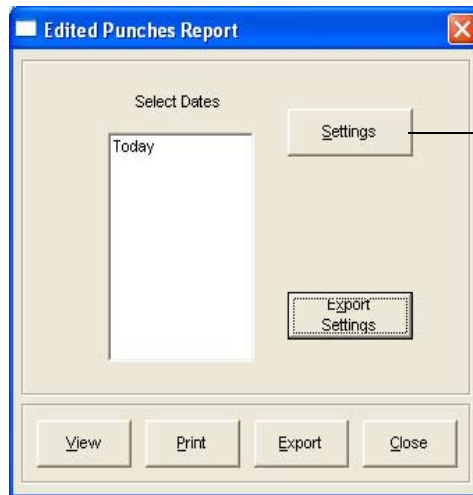 Edited Punches Report
Select Dates
Settings
Today
Export
Settings
View
Print
Export
Close